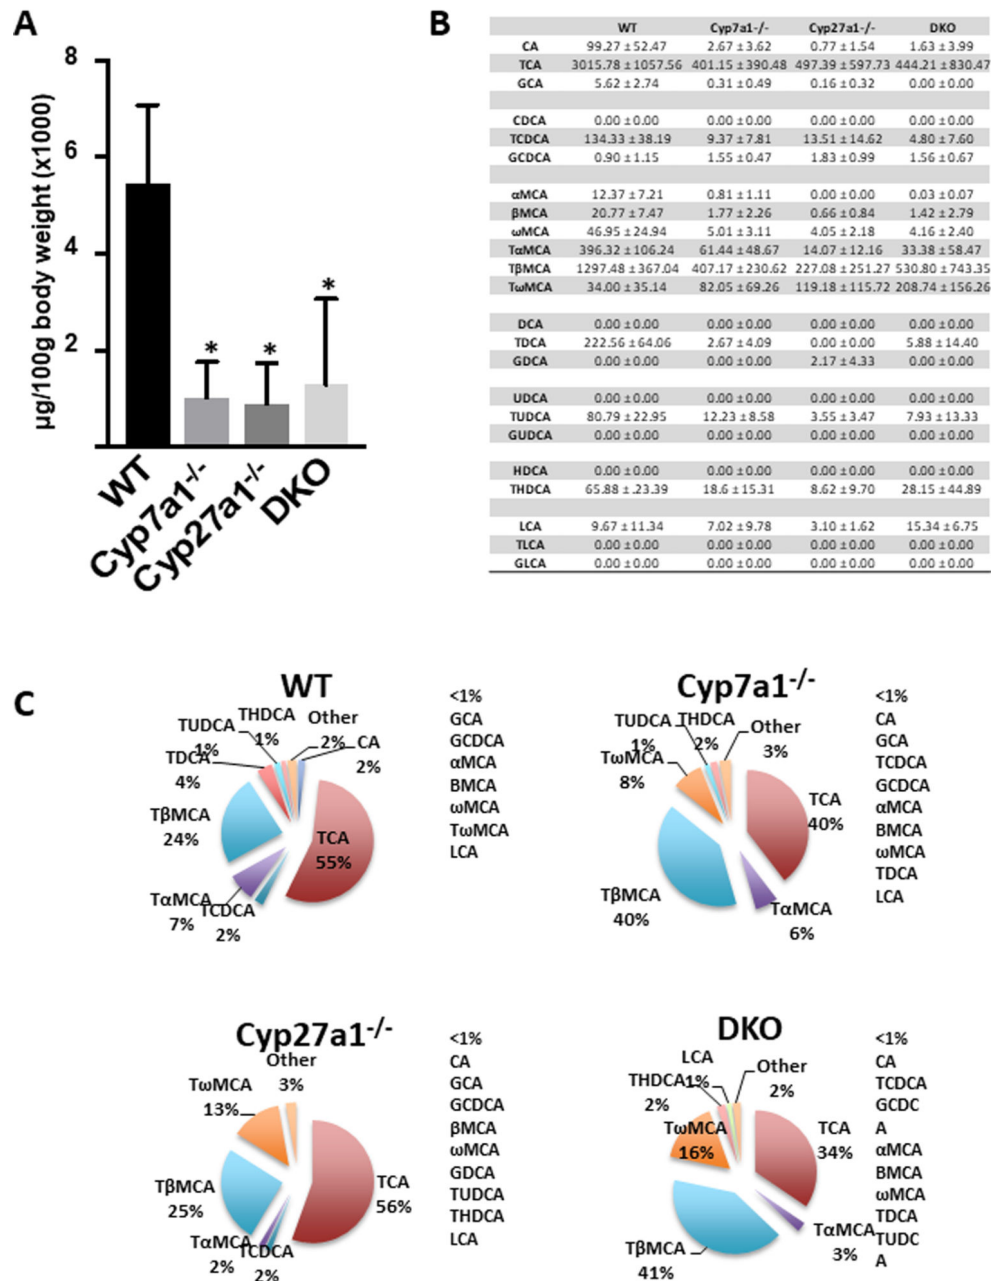 A
µg/100g body weight (x1000)
8
6
4
2
*
*
*
WT
Cyp7a1-/-
Cyp27a1-/-
DKO
B
WT Cyp7a1-/- Cyp27a1-/- DKO
CA 99.27 ± 52.47 2.67 ± 3.62 0.77 ± 1.54 1.63 ± 3.99
TCA 3015.78 ± 1057.56 401.15 ± 390.48 497.39 ± 597.73 444.21 ± 830.47
GCA 5.62 ± 2.74 0.31 ± 0.49 0.16 ± 0.32 0.00 ± 0.00
CDCA 0.00 ± 0.00 0.00 ± 0.00 0.00 ± 0.00 0.00 ± 0.00
TCDCA 134.33 ± 38.19 9.37 ± 7.81 13.51 ± 14.62 4.80 ± 7.60
GCDCA 0.90 ± 1.15 1.55 ± 0.47 1.83 ± 0.99 1.56 ± 0.67
αMCA 12.37 ± 7.21 0.81 ± 1.11 0.00 ± 0.00 0.03 ± 0.07
βMCA 20.77 ± 7.47 1.77 ± 2.26 0.66 ± 0.84 1.42 ± 2.79
ωMCA 46.95 ± 24.94 5.01 ± 3.11 4.05 ± 2.18 4.16 ± 2.40
TαMCA 396.32 ± 106.24 61.44 ± 48.67 14.07 ± 12.16 33.38 ± 58.47
TβMCA 1297.48 ± 367.04 407.17 ± 230.62 227.08 ± 251.27 530.80 ± 743.35
TωMCA 34.00 ± 35.14 82.05 ± 69.26 119.18 ± 115.72 208.74 ± 156.26
DCA 0.00 ± 0.00 0.00 ± 0.00 0.00 ± 0.00 0.00 ± 0.00
TDCA 222.56 ± 64.06 2.67 ± 4.09 0.00 ± 0.00 5.88 ± 14.40
GDCA 0.00 ± 0.00 0.00 ± 0.00 2.17 ± 4.33 0.00 ± 0.00
UDCA 0.00 ± 0.00 0.00 ± 0.00 0.00 ± 0.00 0.00 ± 0.00
TUDCA 80.79 ± 22.95 12.23 ± 8.58 3.55 ± 3.47 7.93 ± 13.33
GUDCA 0.00 ± 0.00 0.00 ± 0.00 0.00 ± 0.00 0.00 ± 0.00
HDCA 0.00 ± 0.00 0.00 ± 0.00 0.00 ± 0.00 0.00 ± 0.00
THDCA 65.88 ± .23.39 18.6 ± 15.31 8.62 ± 9.70 28.15 ± 44.89
LCA 9.67 ± 11.34 7.02 ± 9.78 3.10 ± 1.62 15.34 ± 6.75
TLCA 0.00 ± 0.00 0.00 ± 0.00 0.00 ± 0.00 0.00 ± 0.00
GLCA 0.00 ± 0.00 0.00 ± 0.00 0.00 ± 0.00 0.00 ± 0.00
C
WT
THDCA
1%
TUDCA
1%
Other
2%
CA
2%
TDCA
4%
TβMCA
24%
TCA
55%
TαMCA
7%
TCDCA
2%
<1%
GCA
GCDCA
αMCA
BMCA
ωMCA
TωMCA
LCA
Cyp7a1-/-
TUDCA
1%
THDCA
2%
Other
3%
TωMCA
8%
TCA
40%
TβMCA
40%
TαMCA
6%
<1%
CA
GCA
TCDCA
GCDCA
αMCA
BMCA
ωMCA
TDCA
LCA
Cyp27a1-/-
Other
3%
TωMCA
13%
TβMCA
25%
TCA
56%
TαMCA
2%
TCDCA
2%
<1%
CA
GCA
GCDCA
βMCA
ωMCA
GDCA
TUDCA
THDCA
LCA
DKO
LCA
1%
THDCA
2%
Other
2%
TωMCA
16%
TCA
34%
TαMCA
3%
TβMCA
41%
<1%
CA
TCDCA
GCDC
A
αMCA
BMCA
ωMCA
TDCA
TUDC
A